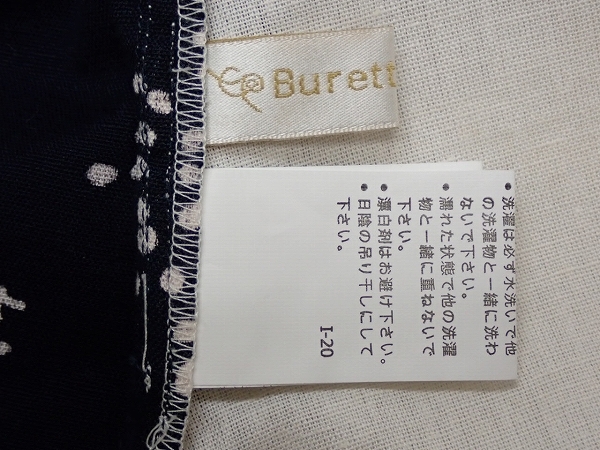 Burett
• 洗濯は必ず水洗いで他
の洗濯物と一緒に洗わ
ないで下さい。
• 濡れた状態で他の洗濯
物と一緒に重ねないで
下さい。
• 漂白剤はお避け下さい。
• 日陰の吊り干しにして
下さい。
I-20